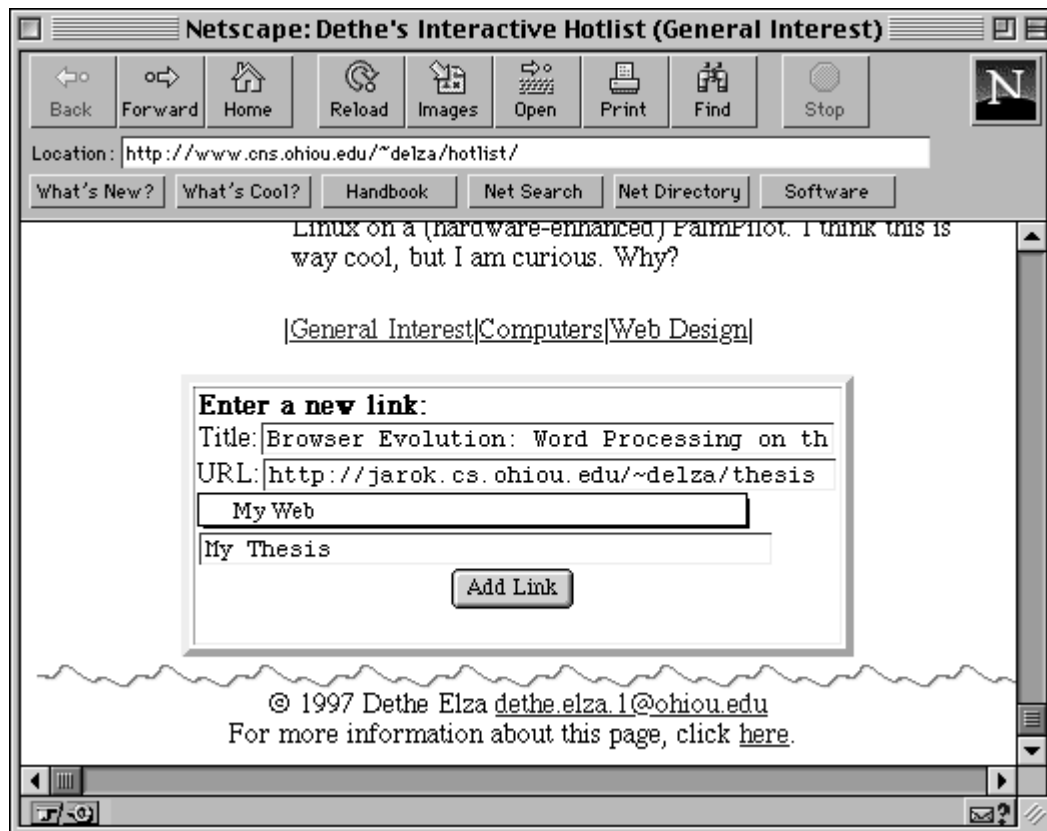 Netscape: Dethe's Interactive Hotlist (General Interest)
Back Forward Home Reload Images Open Print Find Stop N
Location: http://www.cns.ohiou.edu/~delza/hotlist/
What's New? What's Cool? Handbook Net Search Net Directory Software
Linux on a (hardware-enhanced) PalmPilot. I think this is
way cool, but I am curious. Why?
|General Interest|Computers|Web Design|
Enter a new link:
Title: Browser Evolution: Word Processing on th
URL: http://jarok.cs.ohiou.edu/~delza/thesis
My Web
My Thesis
Add Link
© 1997 Dethe Elza dethe.elza.1@ohiou.edu
For more information about this page, click here.